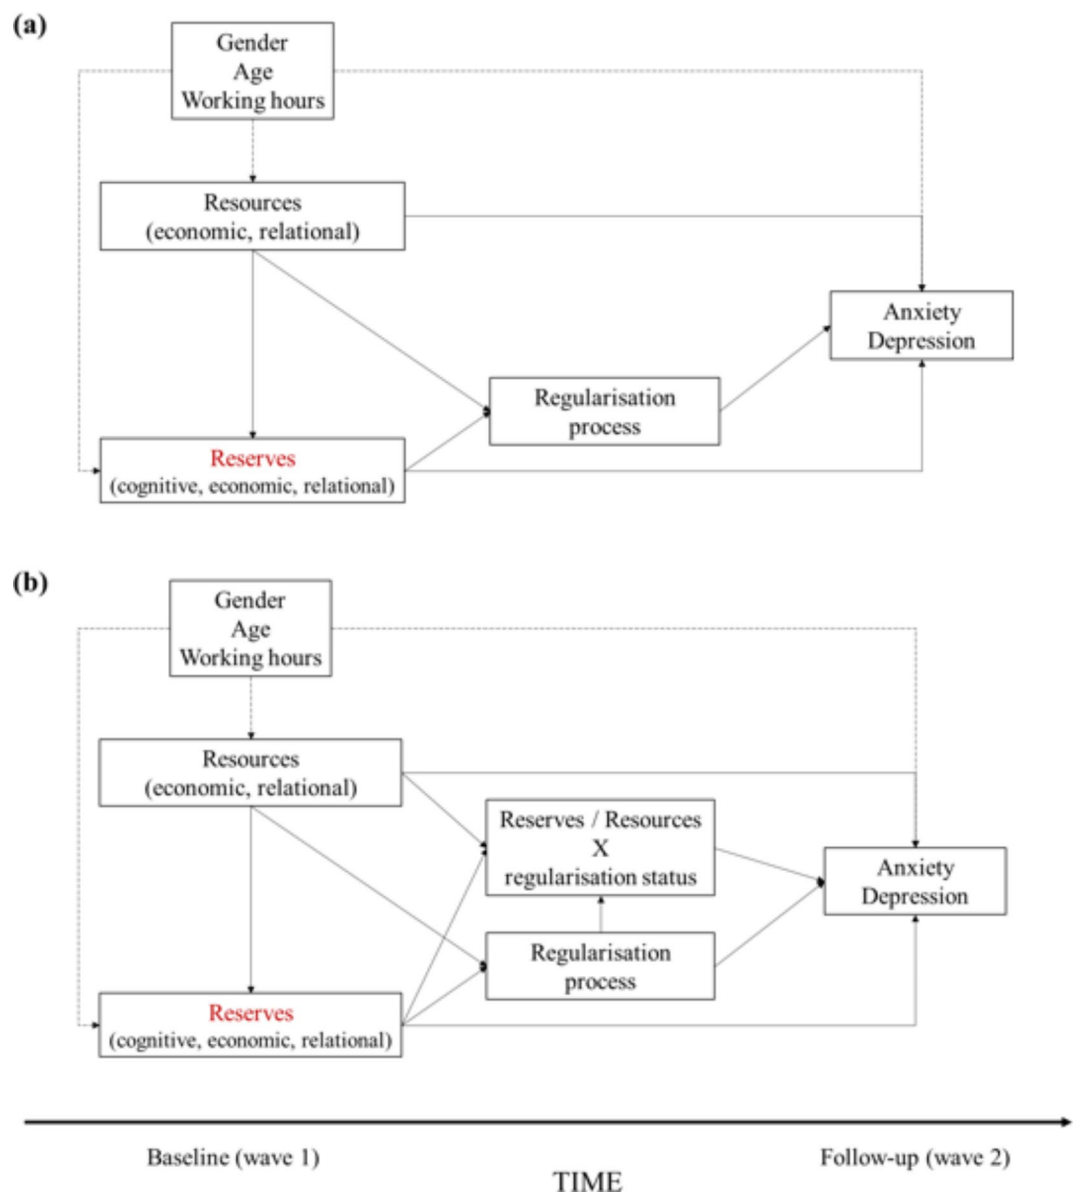 (a)
Gender
Age
Working hours
Resources
(economic, relational)
Anxiety
Depression
Regularisation
process
Reserves
(cognitive, economic, relational)
(b)
Gender
Age
Working hours
Resources
(economic, relational)
Reserves / Resources
X
regularisation status
Anxiety
Depression
Regularisation
process
Reserves
(cognitive, economic, relational)
Baseline (wave 1)
Follow-up (wave 2)
TIME